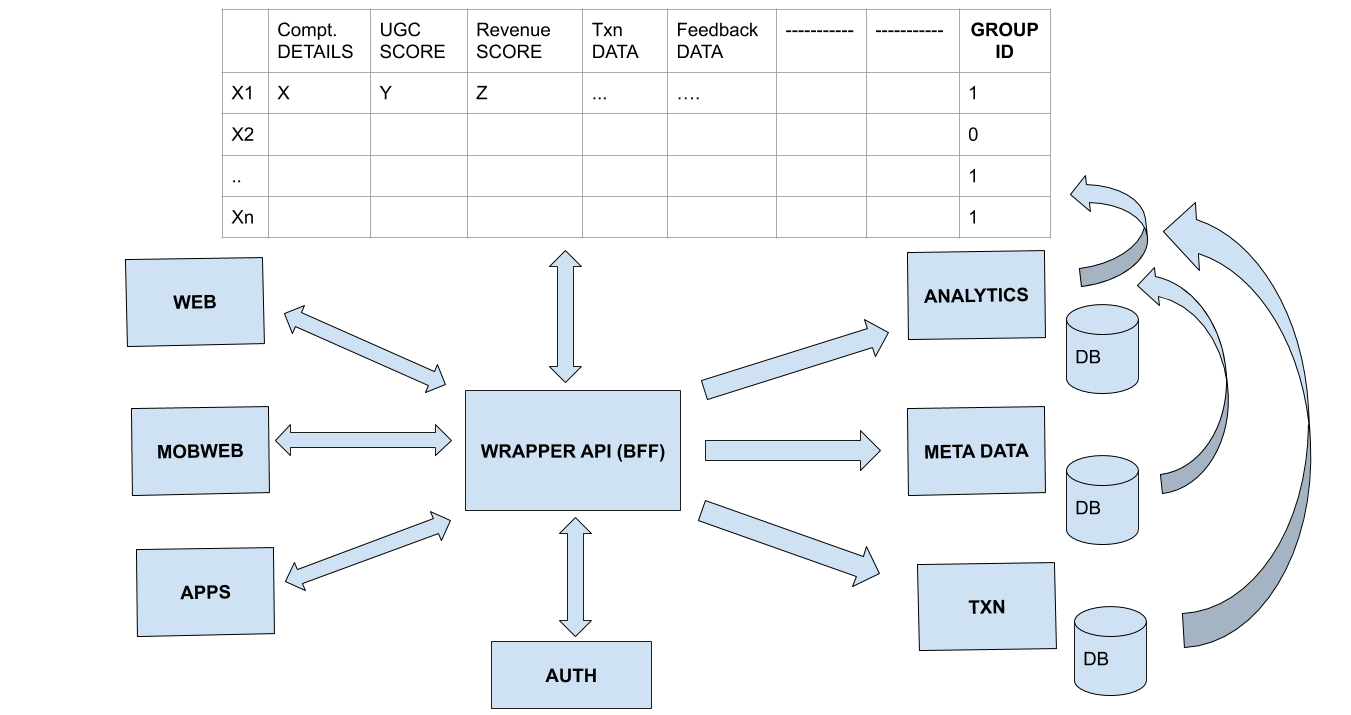 Compt. UGC Revenue Txn Feedback ----------- ----------- GROUP
DETAILS SCORE SCORE DATA DATA ID
X1 X Y Z ... .... 1
X2 0
.. 1
Xn 1
WEB
ANALYTICS
DB
MOBWEB
WRAPPER API (BFF)
META DATA
DB
APPS
TXN
DB
AUTH